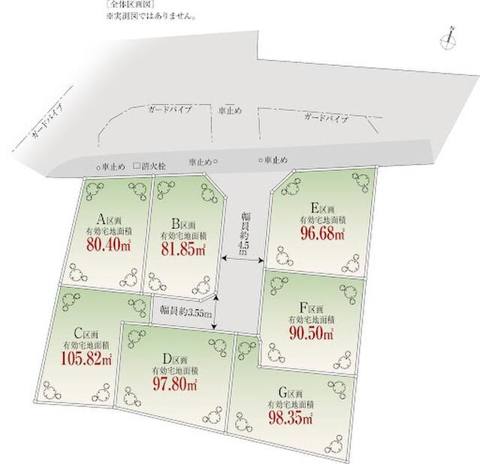 ［全体区画図］
※実測図ではありません。
N
ガードパイプ
ガードパイプ
車止め
ガードパイプ
車止め
消火栓
車止め
車止め
A区画
有効宅地面積
80.40㎡
B区画
有効宅地面積
81.85㎡
幅員約4.5m
E区画
有効宅地面積
96.68㎡
幅員約3.55m
F区画
有効宅地面積
90.50㎡
C区画
有効宅地面積
105.82㎡
D区画
有効宅地面積
97.80㎡
G区画
有効宅地面積
98.35㎡